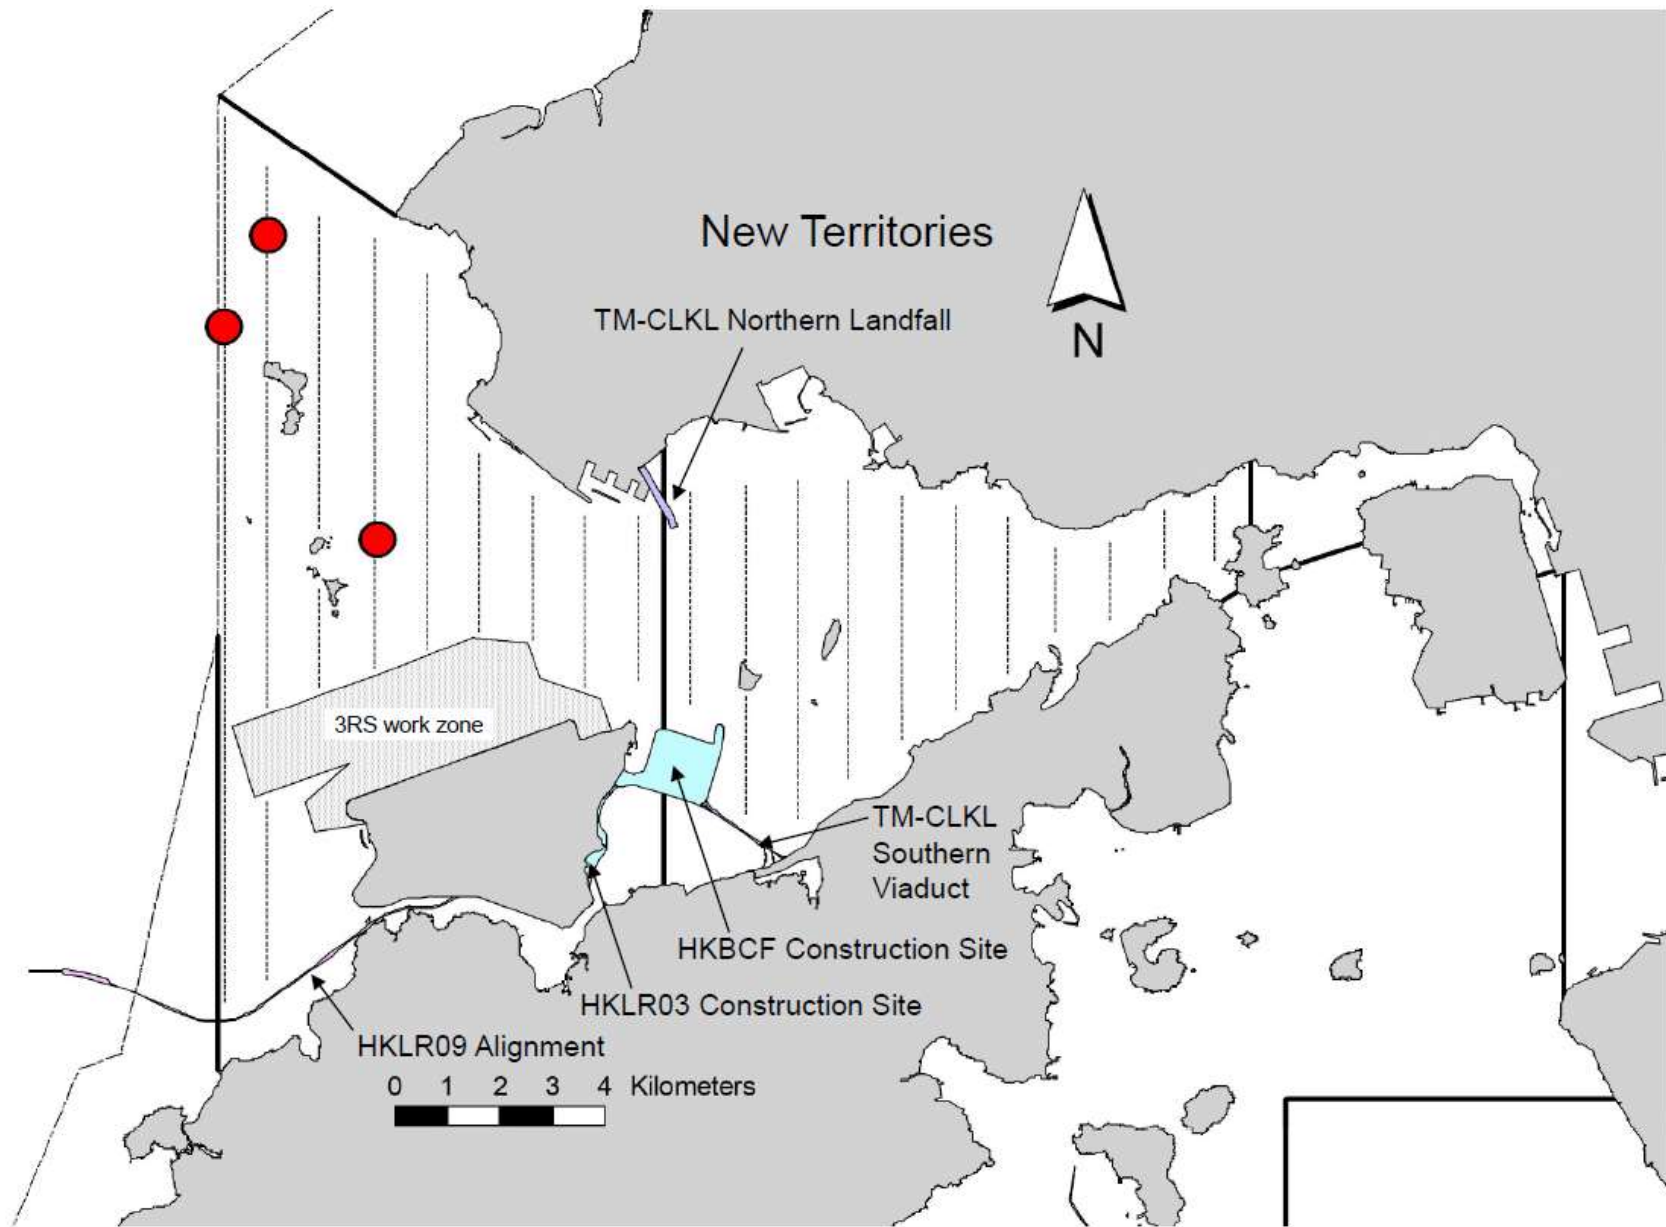 New Territories
TM-CLKL Northern Landfall
N
3RS work zone
TM-CLKL
Southern
Viaduct
HKBCF Construction Site
HKLR03 Construction Site
HKLR09 Alignment
0 1 2 3 4 Kilometers